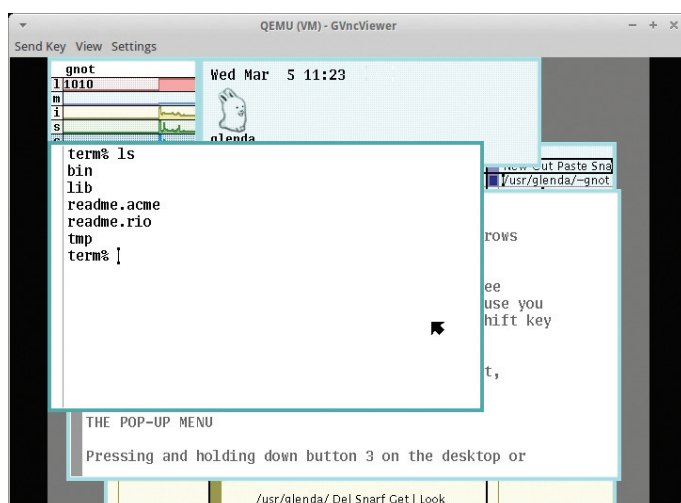 QEMU (VM) - GVncViewer
Send Key View Settings
gnot
l 1010
m
i
s
Wed Mar 5 11:23
glenda
term% ls
bin
lib
readme.acme
readme.rio
tmp
term%
New Cut Paste Sna
/usr/glenda/-gnot
rows
ee
use you
hift key
t,
THE POP-UP MENU
Pressing and holding down button 3 on the desktop or
/usr/glenda/ Del Snarf Get | Look